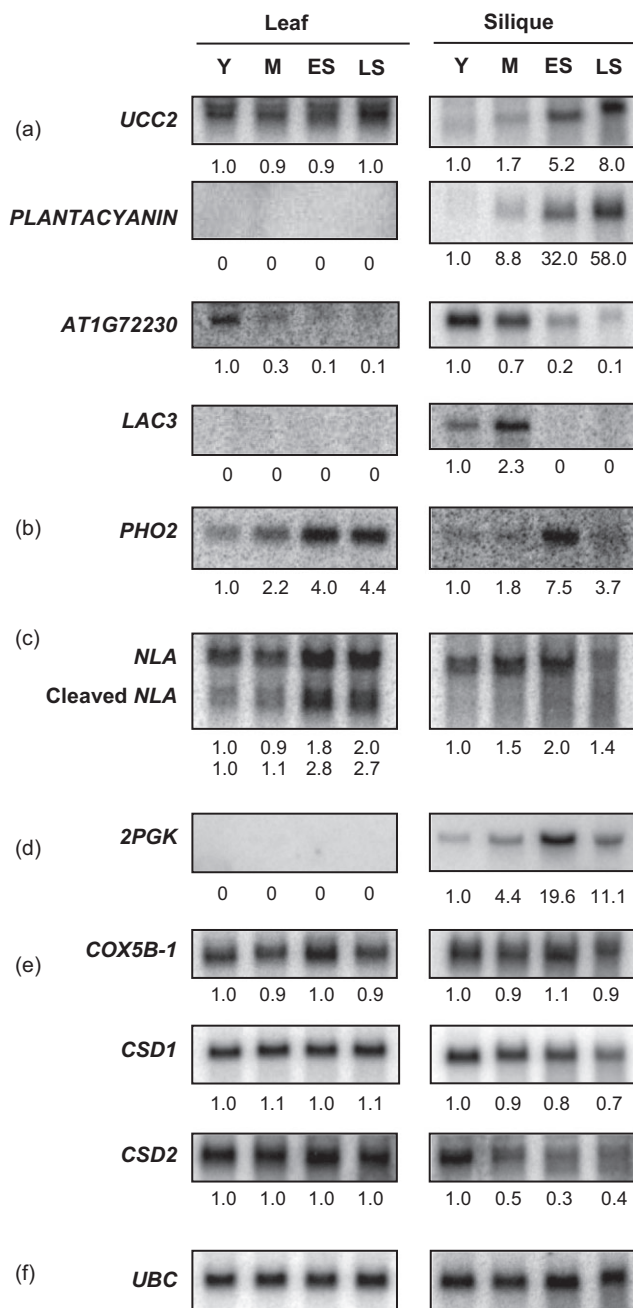 Leaf Silique
Y M ES LS Y M ES LS
(a) UCC2
1.0 0.9 0.9 1.0 1.0 1.7 5.2 8.0
PLANTACYANIN
0 0 0 0 1.0 8.8 32.0 58.0
AT1G72230
1.0 0.3 0.1 0.1 1.0 0.7 0.2 0.1
LAC3
0 0 0 0 1.0 2.3 0 0
(b) PHO2
1.0 2.2 4.0 4.4 1.0 1.8 7.5 3.7
(c) NLA
Cleaved NLA
1.0 0.9 1.8 2.0 1.0 1.5 2.0 1.4
1.0 1.1 2.8 2.7
(d) 2PGK
0 0 0 0 1.0 4.4 19.6 11.1
(e) COX5B-1
1.0 0.9 1.0 0.9 1.0 0.9 1.1 0.9
CSD1
1.0 1.1 1.0 1.1 1.0 0.9 0.8 0.7
CSD2
1.0 1.0 1.0 1.0 1.0 0.5 0.3 0.4
(f) UBC